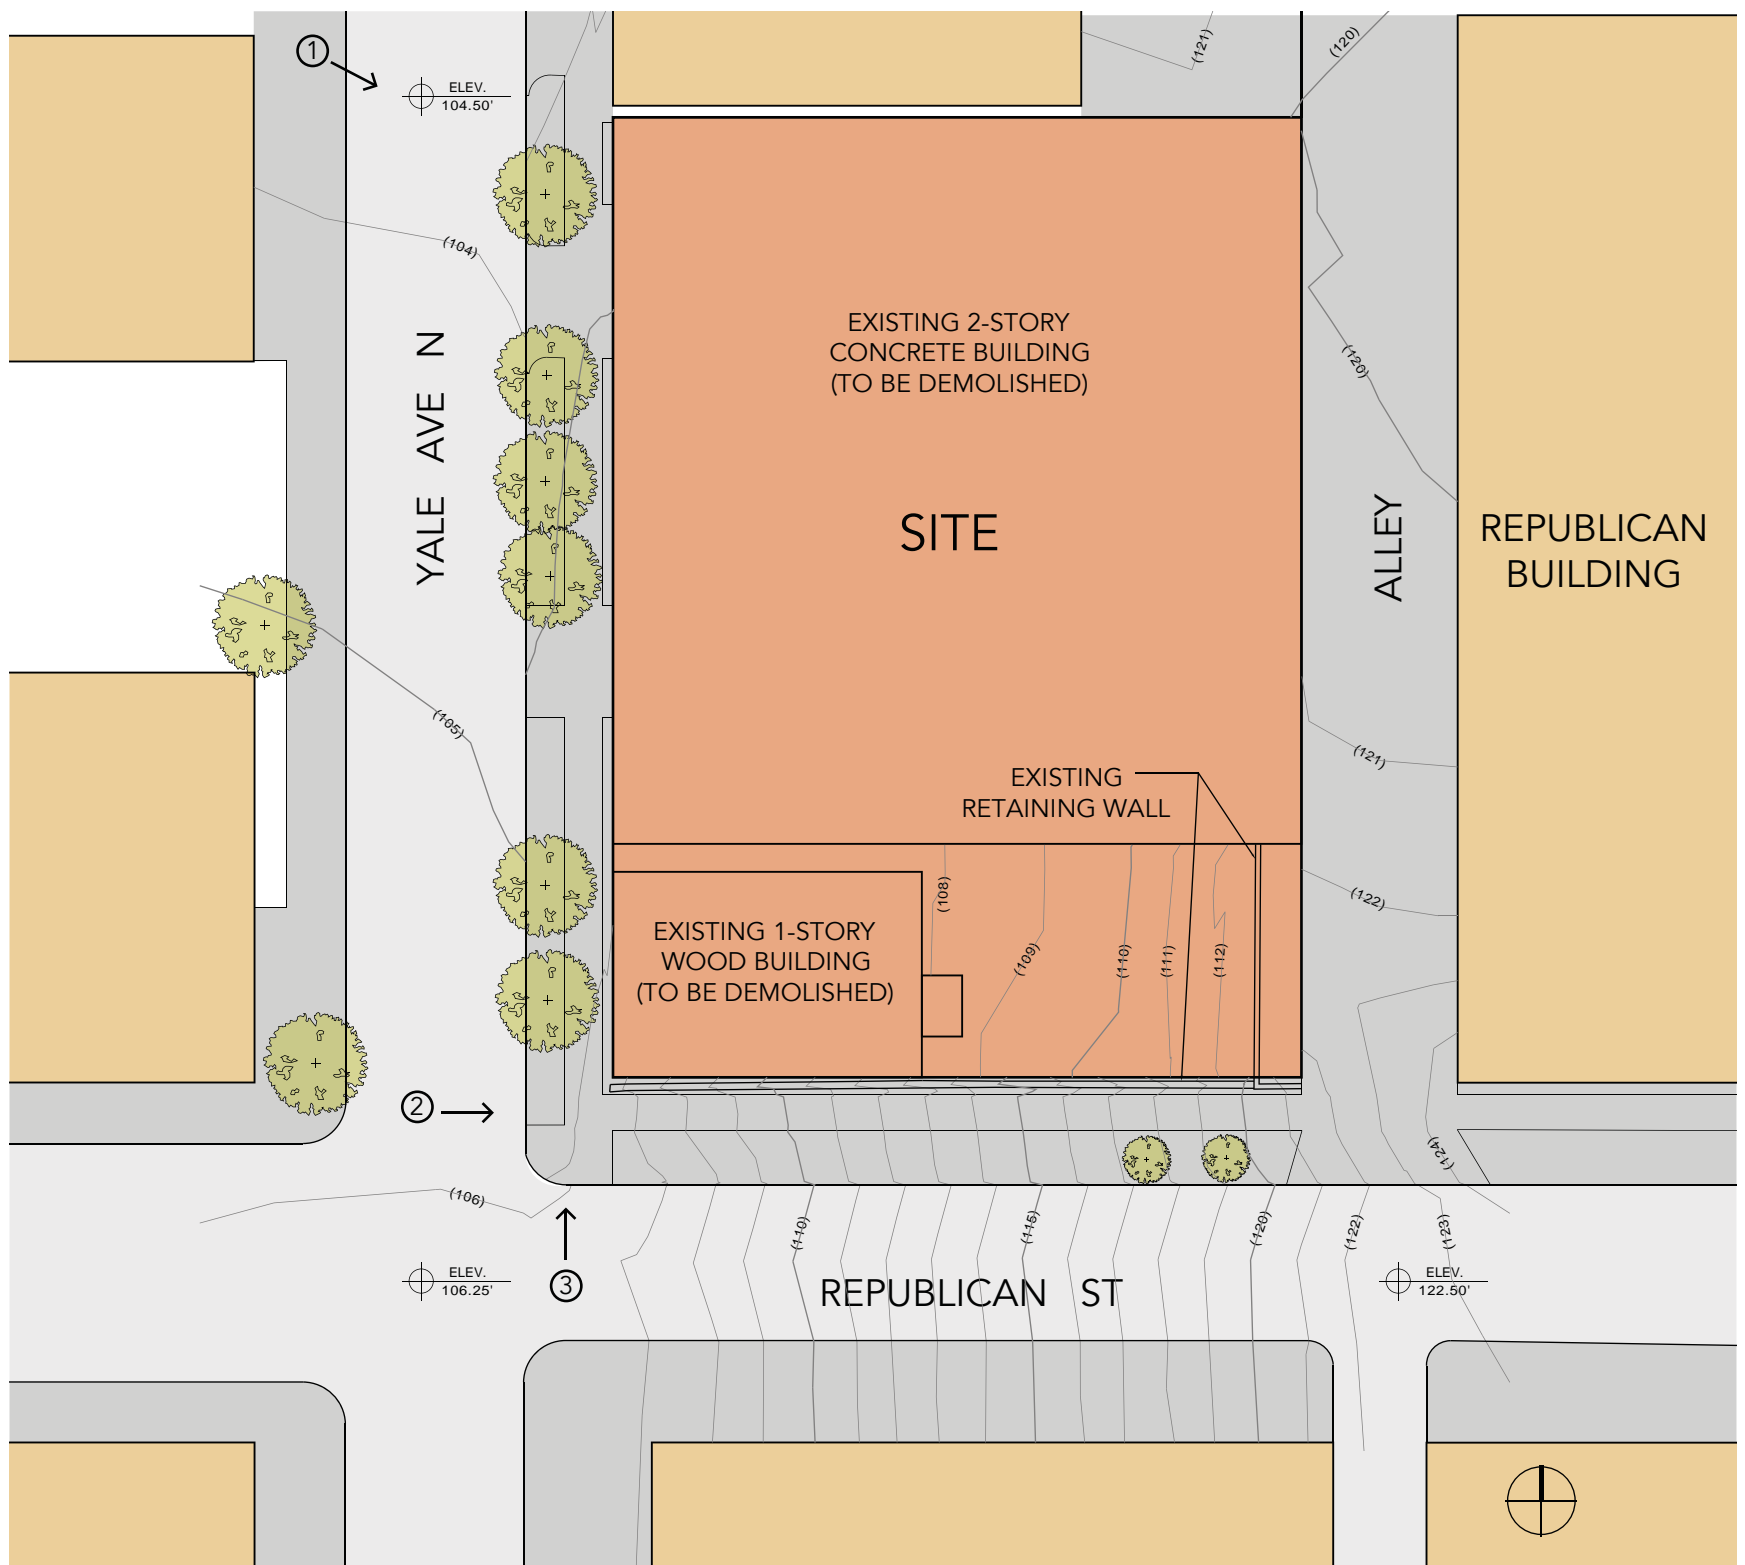 1
ELEV.
104.50'
(121)
(120)
(104)
YALE AVE N
EXISTING 2-STORY
CONCRETE BUILDING
(TO BE DEMOLISHED)
(120)
SITE
ALLEY
REPUBLICAN
BUILDING
(105)
(121)
EXISTING
RETAINING WALL
(122)
(108)
(109)
(110)
(111)
(112)
EXISTING 1-STORY
WOOD BUILDING
(TO BE DEMOLISHED)
2
(124)
(106)
(110)
(115)
(120)
(122)
(123)
ELEV.
106.25'
3
REPUBLICAN ST
ELEV.
122.50'